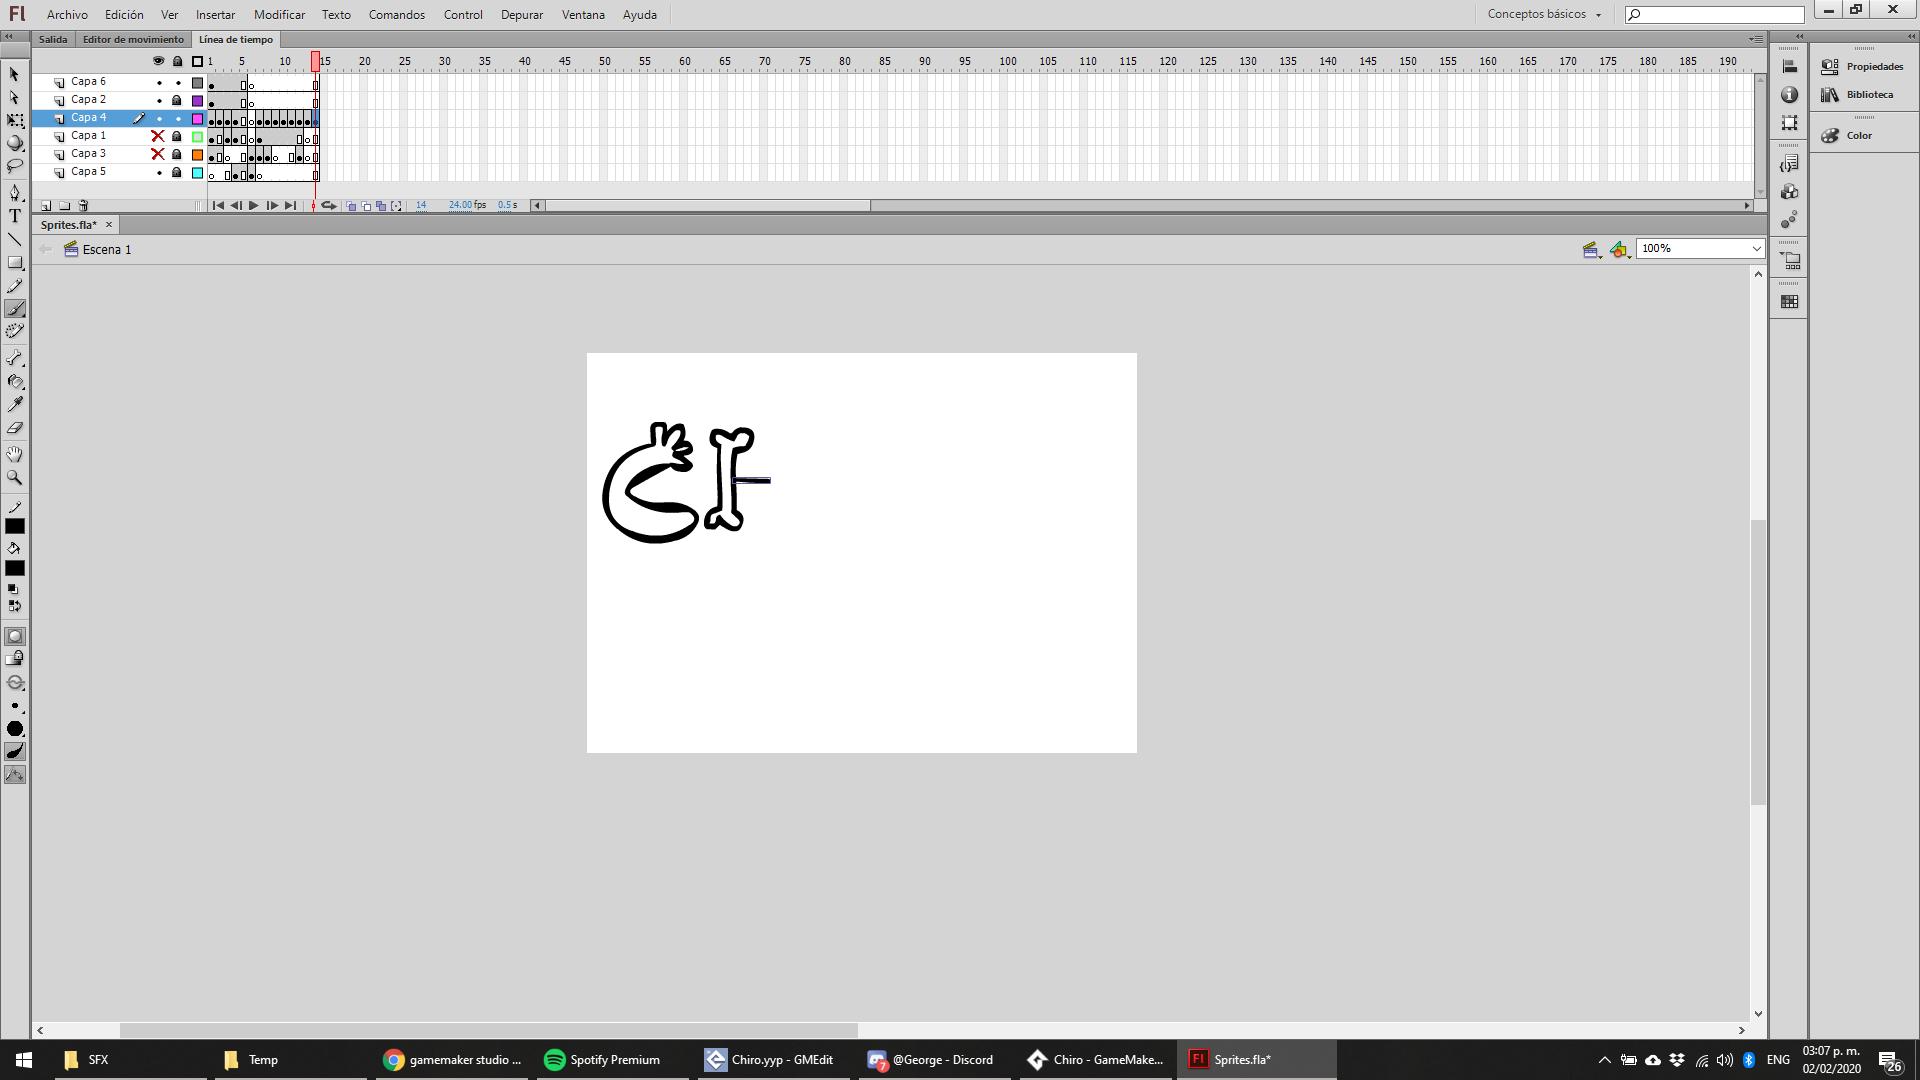 Fl Archivo Edición Ver Insertar Modificar Texto Comandos Control Depurar Ventana Ayuda Conceptos básicos
Salida Editor de movimiento Línea de tiempo
1 5 10 15 20 25 30 35 40 45 50 55 60 65 70 75 80 85 90 95 100 105 110 115 120 125 130 135 140 145 150 155 160 165 170 175 180 185 190
Capa 6
Capa 2
Capa 4
Capa 1
Capa 3
Capa 5
14 24.00 fps 0.5 s
Sprites.fla*
Escena 1 100%
Propiedades
Biblioteca
Color
T
SFX Temp gamemaker studio ... Spotify Premium Chiro.yyp - GMEdit 7 @George - Discord Chiro - GameMake... Fl Sprites.fla* ENG 03:07 p. m. 26
02/02/2020